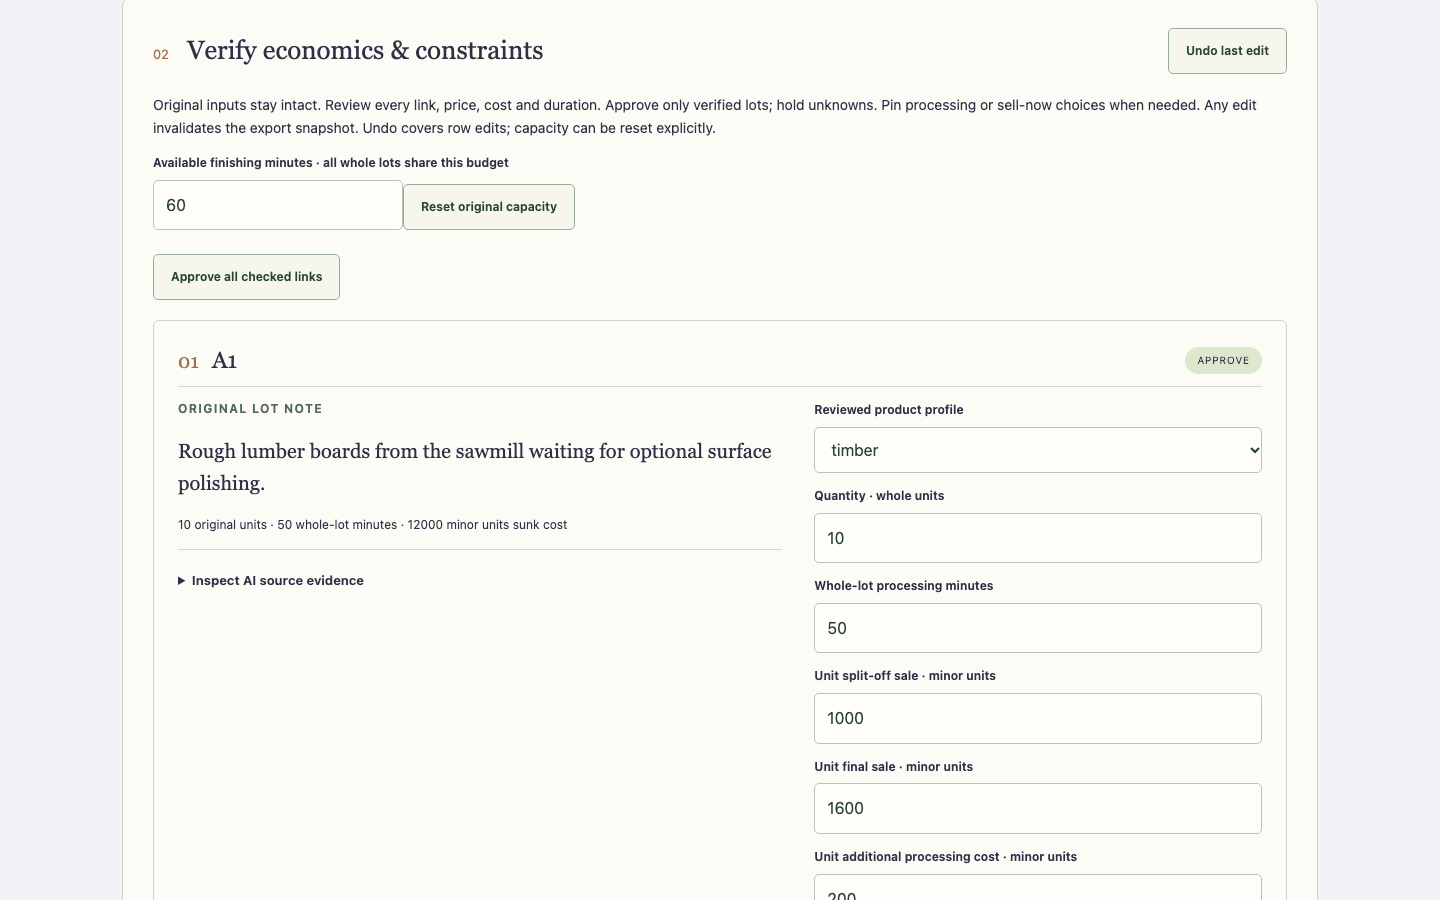 02 Verify economics & constraints
Undo last edit
Original inputs stay intact. Review every link, price, cost and duration. Approve only verified lots; hold unknowns. Pin processing or sell-now choices when needed. Any edit
invalidates the export snapshot. Undo covers row edits; capacity can be reset explicitly.
Available finishing minutes · all whole lots share this budget
60
Reset original capacity
Approve all checked links
01 A1
APPROVE
ORIGINAL LOT NOTE
Rough lumber boards from the sawmill waiting for optional surface
polishing.
10 original units · 50 whole-lot minutes · 12000 minor units sunk cost
Inspect AI source evidence
Reviewed product profile
timber
Quantity · whole units
10
Whole-lot processing minutes
50
Unit split-off sale · minor units
1000
Unit final sale · minor units
1600
Unit additional processing cost · minor units
200